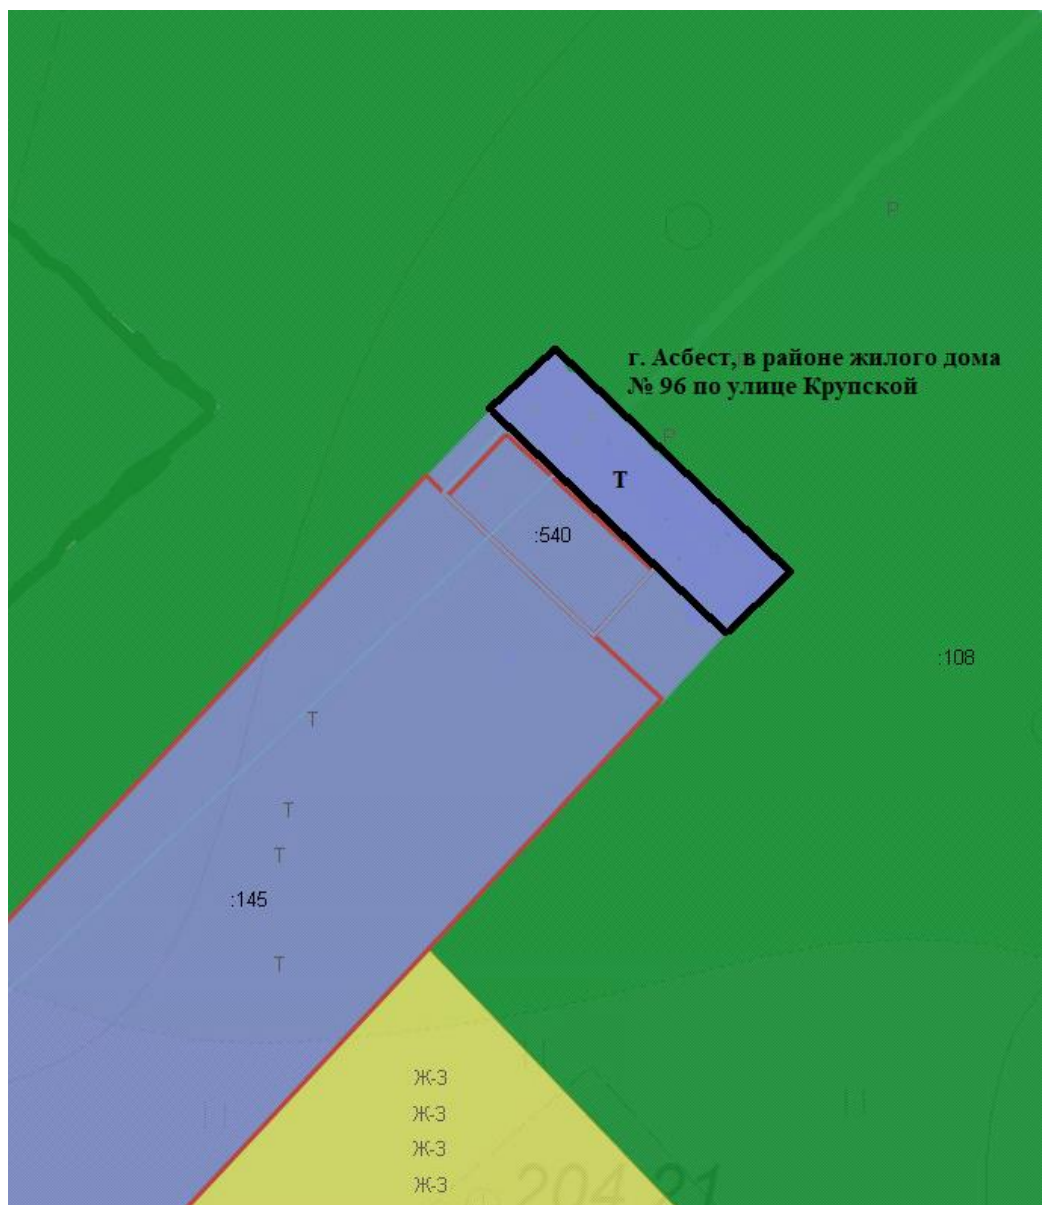 Р
г. Асбест, в районе жилого дома
№ 96 по улице Крупской
Р
Т
:540
:108
Т
Т
Т
:145
Т
Ж-3
Ж-3
Ж-3
Ж-3
204.21